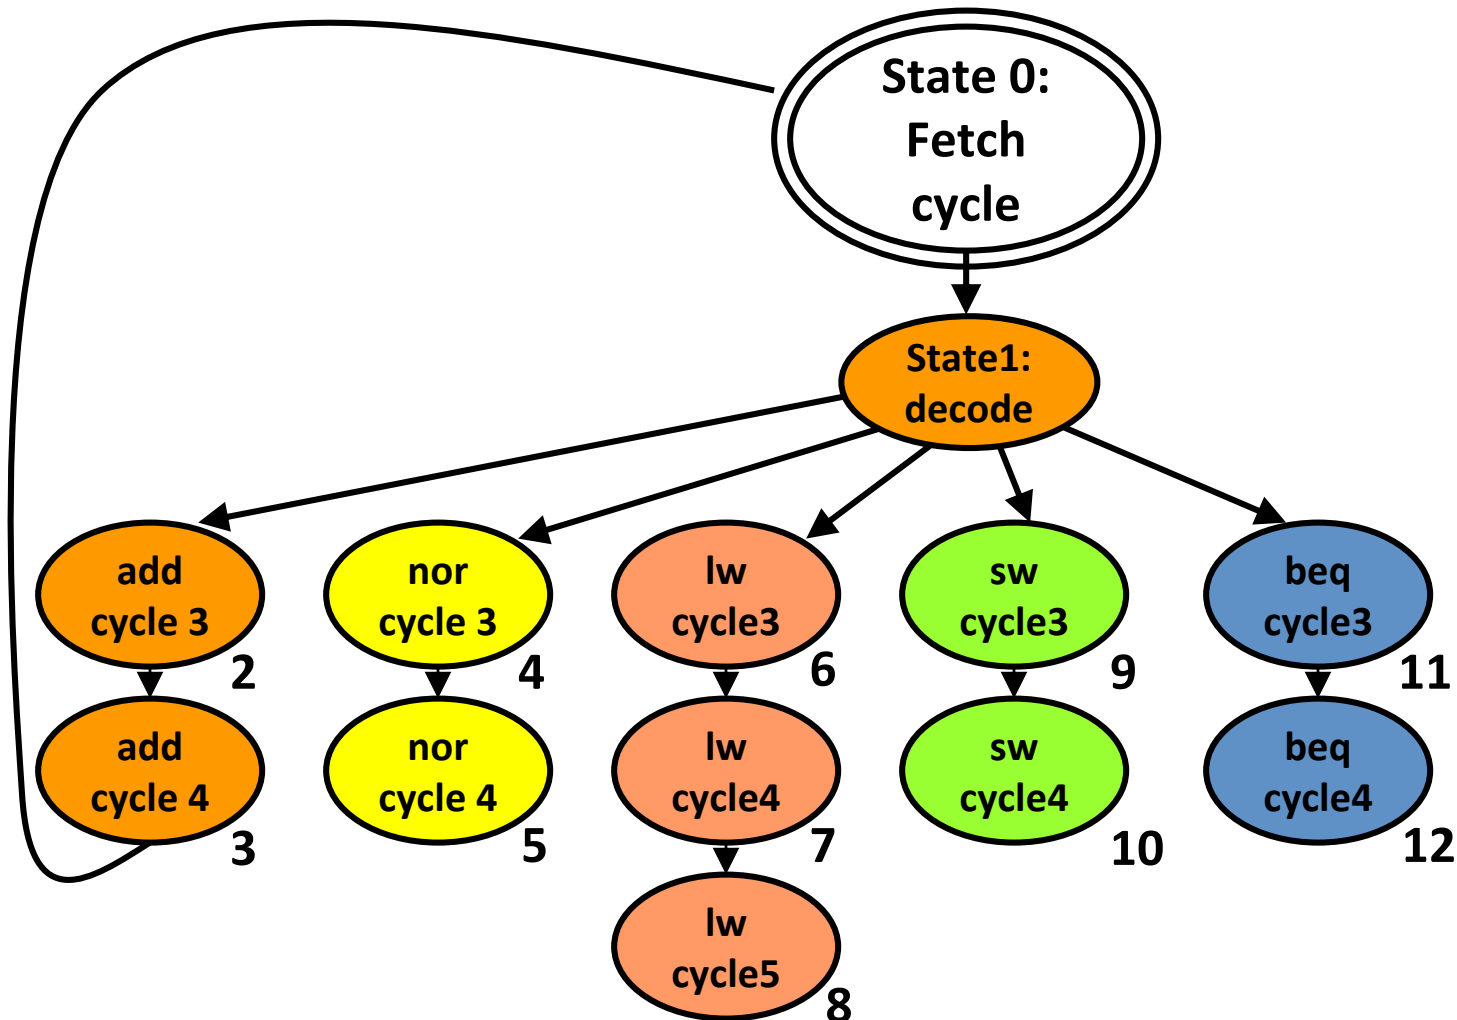 State 0:
Fetch
cycle
State1:
decode
add
cycle 3
2
nor
cycle 3
4
lw
cycle3
6
sw
cycle3
9
beq
cycle3
11
add
cycle 4
3
nor
cycle 4
5
lw
cycle4
7
sw
cycle4
10
beq
cycle4
12
lw
cycle5
8